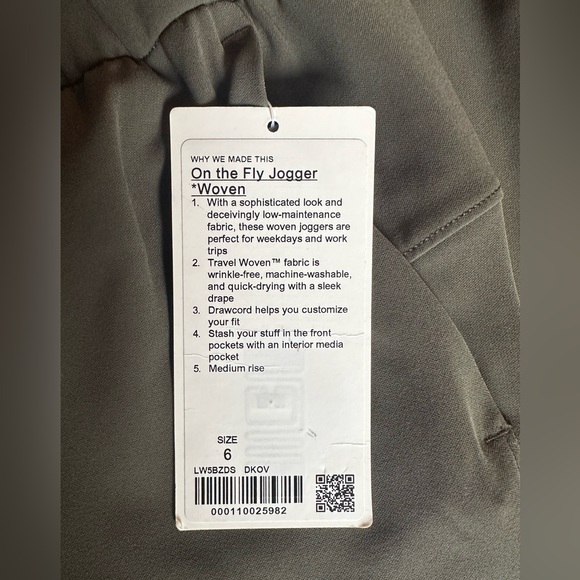 WHY WE MADE THIS
On the Fly Jogger
*Woven
1. With a sophisticated look and
deceivingly low-maintenance
fabric, these woven joggers are
perfect for weekdays and work
trips
2. Travel Woven™ fabric is
wrinkle-free, machine-washable,
and quick-drying with a sleek
drape
3. Drawcord helps you customize
your fit
4. Stash your stuff in the front
pockets with an interior media
pocket
5. Medium rise
SIZE
6
LW5BZDS DKOV
000110025982